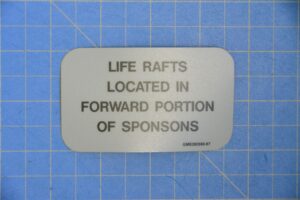 LIFE RAFTS
LOCATED IN
FORWARD PORTION
OF SPONSONS